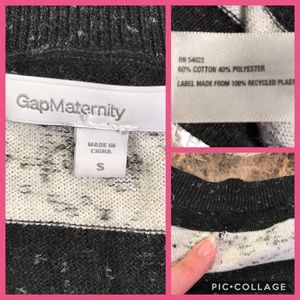 GapMaternity
MADE IN
CHINA
S
RN 54023
60% COTTON 40% POLYESTER
LABEL MADE FROM 100% RECYCLED PLAST
PIC•COLLAGE